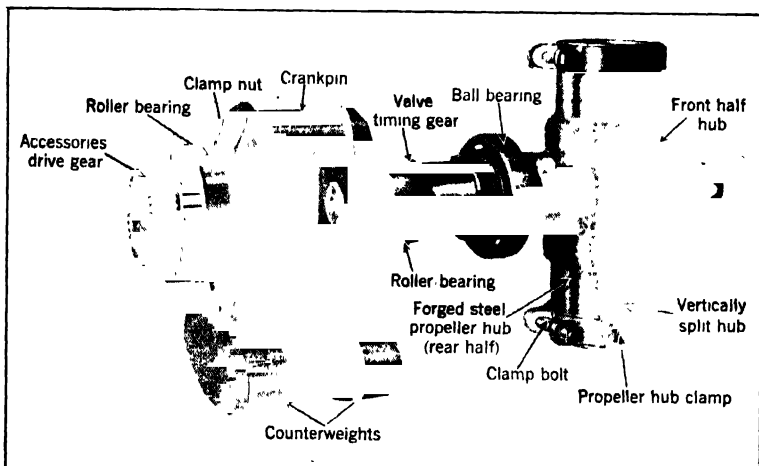 Clamp nut
Crankpin
Roller bearing
Accessories
drive gear
Valve
timing gear
Ball bearing
Front half
hub
Roller bearing
Forged steel
propeller hub
(rear half)
Vertically
split hub
Clamp bolt
Propeller hub clamp
Counterweights